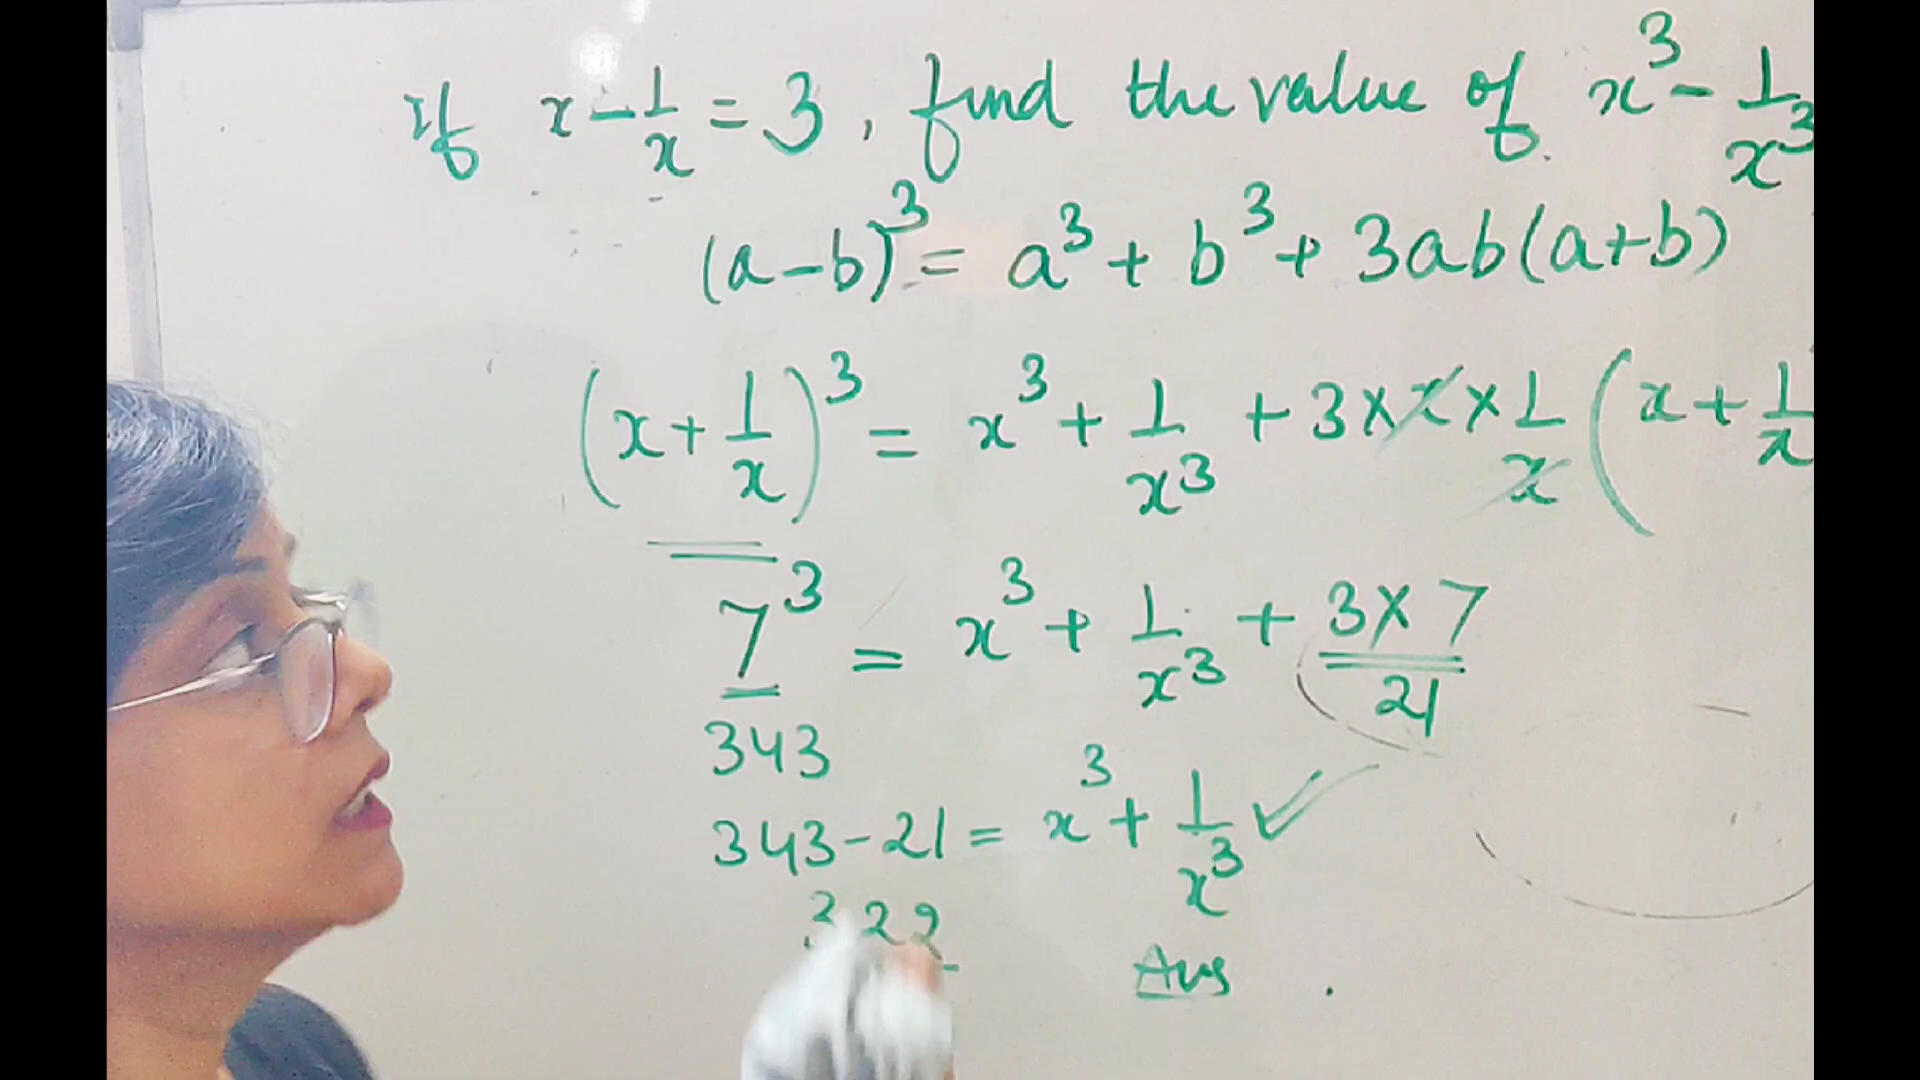 If x - 1/x = 3, find the value of x³ - 1/x³
(a-b)³ = a³ + b³ + 3ab(a+b)
(x + 1/x)³ = x³ + 1/x³ + 3 × x × 1/x (x + 1/x
7³ = x³ + 1/x³ + 3 × 7
343
21
343 - 21 = x³ + 1/x³ ✓
322
Ans